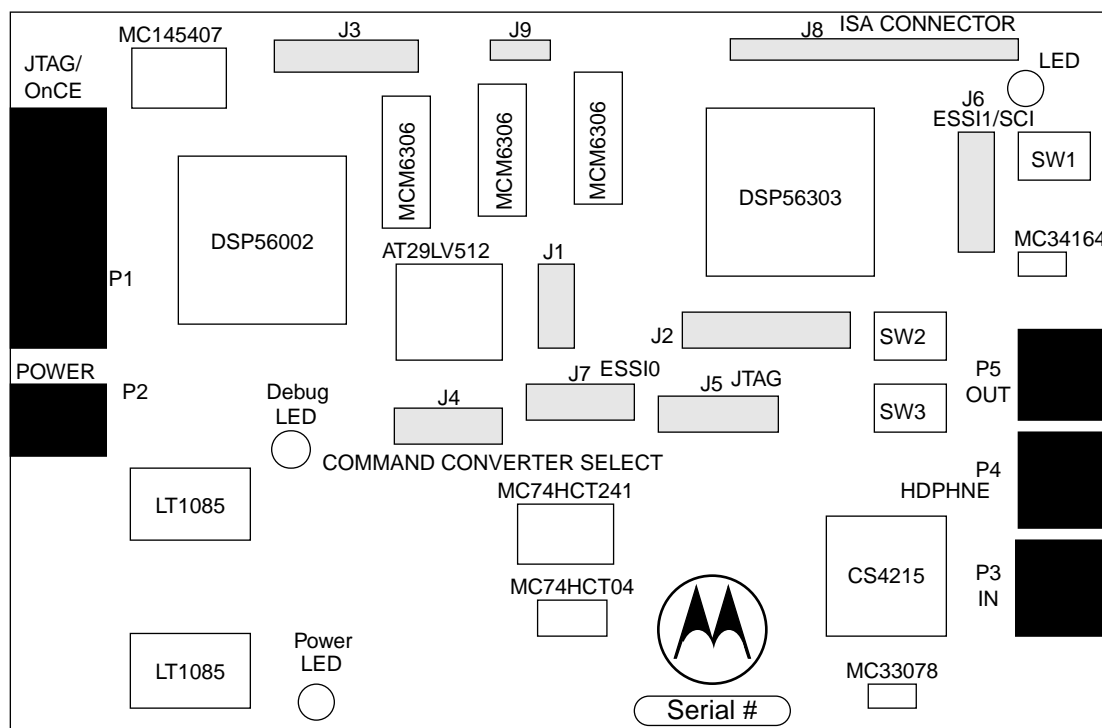 MC145407
J3
J9
J8
ISA CONNECTOR
JTAG/
OnCE
LED
J6
ESSI1/SCI
MCM6306
MCM6306
MCM6306
SW1
DSP56002
DSP56303
AT29LV512
J1
MC34164
P1
J2
SW2
POWER
P2
Debug
LED
J4
J7
ESSI0
J5
JTAG
SW3
P5
OUT
COMMAND CONVERTER SELECT
P4
HDPHNE
LT1085
MC74HCT241
CS4215
P3
IN
MC74HCT04
LT1085
Power
LED
MC33078
Serial #